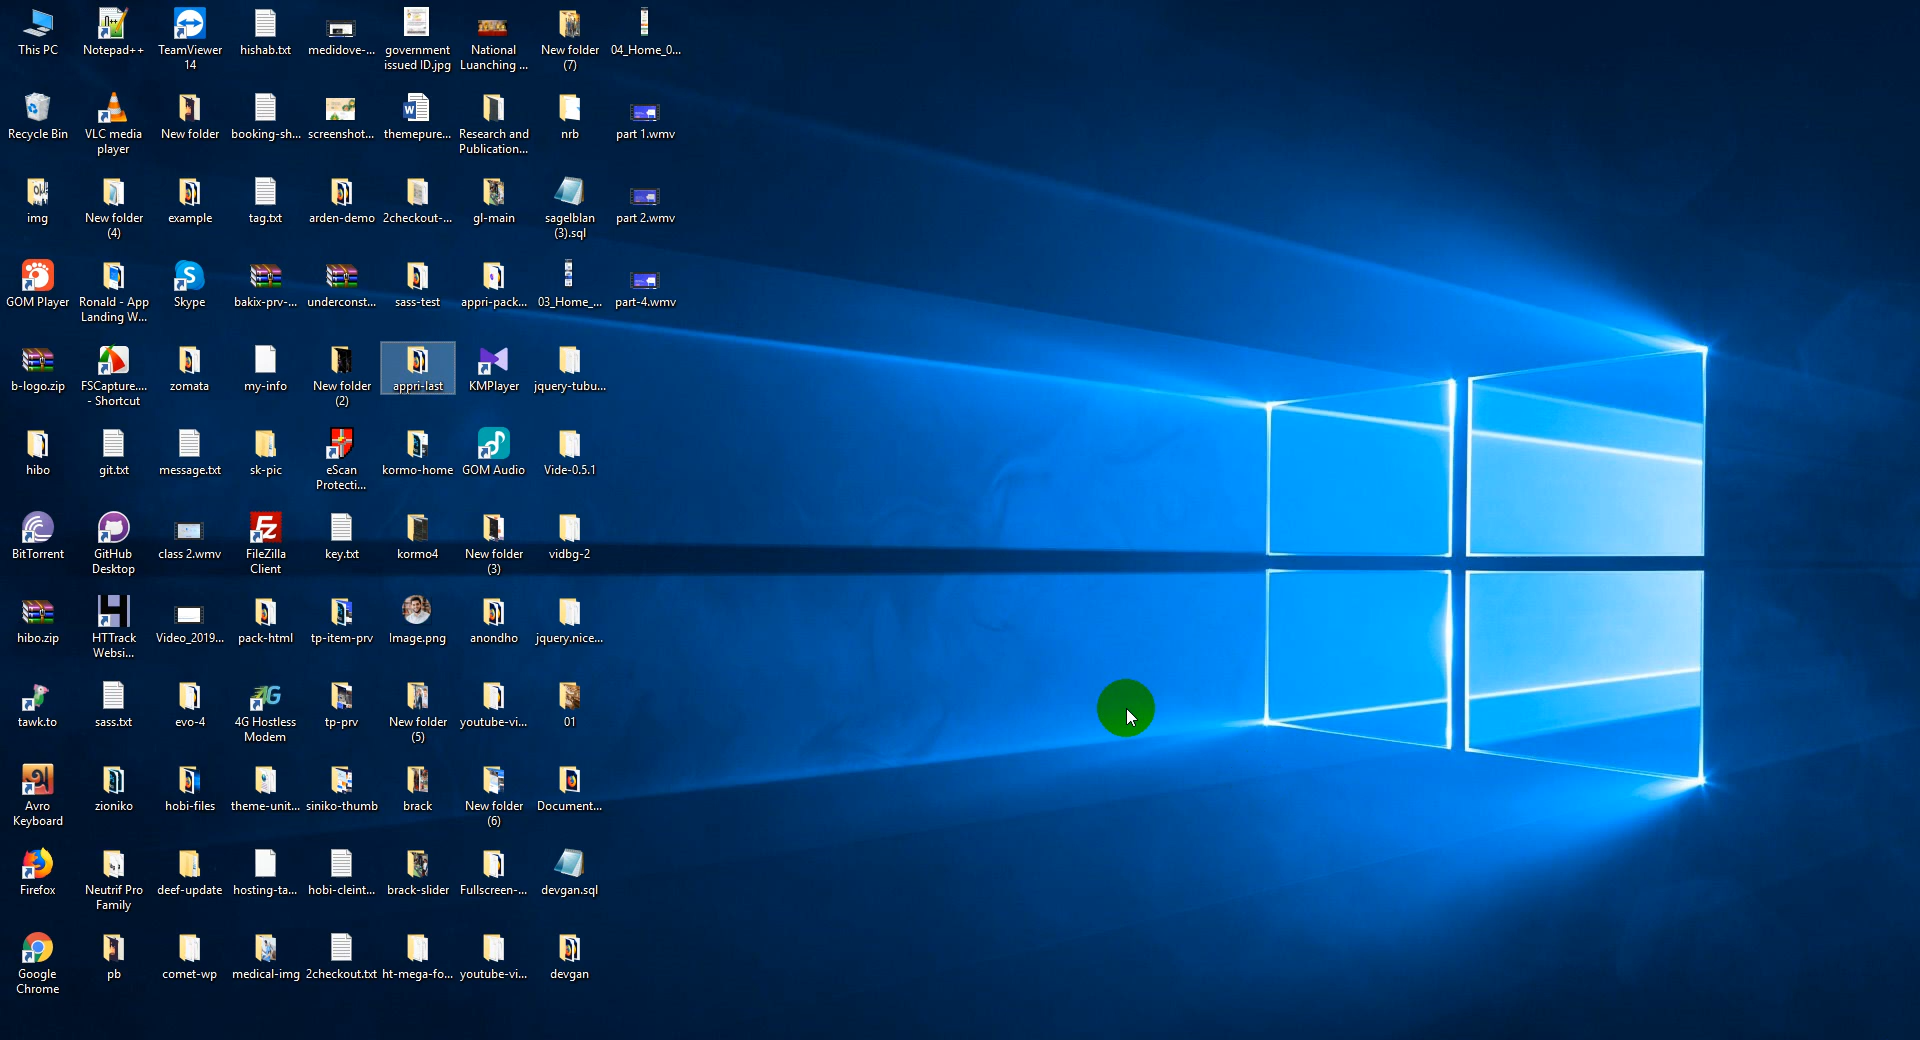 This PC
Notepad++
TeamViewer
14
hishab.txt
medidove-...
government
issued ID.jpg
National
Luanching ...
New folder
(7)
04_Home_0...
Recycle Bin
VLC media
player
New folder
booking-sh...
screenshot...
themepure...
Research and
Publication...
nrb
part 1.wmv
img
New folder
(4)
example
tag.txt
arden-demo
2checkout-...
gl-main
sagelblan
(3).sql
part 2.wmv
GOM Player
Ronald - App
Landing W...
Skype
bakix-prv-...
underconst...
sass-test
appri-pack...
03_Home_...
part-4.wmv
b-logo.zip
FSCapture....
- Shortcut
zomata
my-info
New folder
(2)
appri-last
KMPlayer
jquery-tubu...
hibo
git.txt
message.txt
sk-pic
eScan
Protecti...
kormo-home
GOM Audio
Vide-0.5.1
BitTorrent
GitHub
Desktop
class 2.wmv
FileZilla
Client
key.txt
kormo4
New folder
(3)
vidbg-2
hibo.zip
HTTrack
Websi...
Video_2019...
pack-html
tp-item-prv
Image.png
anondho
jquery.nice...
tawk.to
sass.txt
evo-4
4G Hostless
Modem
tp-prv
New folder
(5)
youtube-vi...
01
Avro
Keyboard
zioniko
hobi-files
theme-unit...
siniko-thumb
brack
New folder
(6)
Document...
Firefox
Neutrif Pro
Family
deef-update
hosting-ta...
hobi-cleint...
brack-slider
Fullscreen-...
devgan.sql
Google
Chrome
pb
comet-wp
medical-img
2checkout.txt
ht-mega-fo...
youtube-vi...
devgan